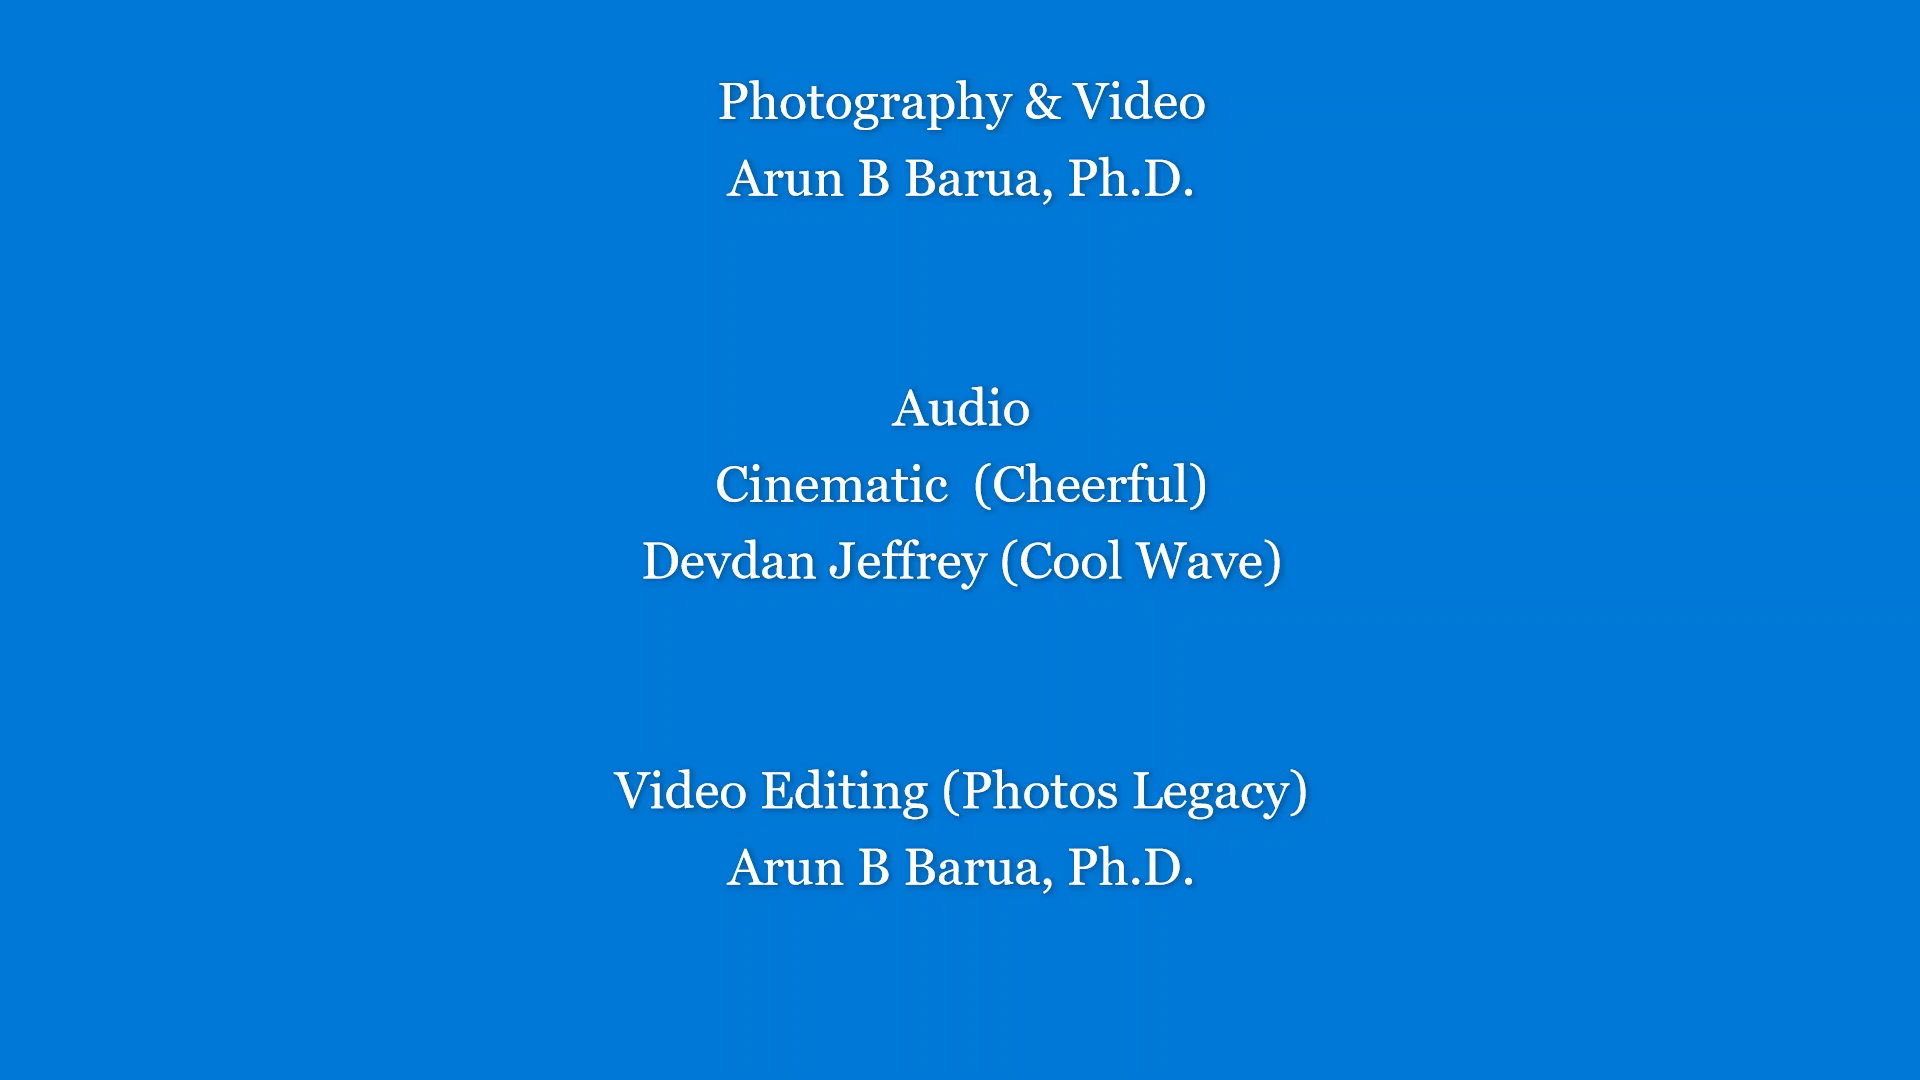 Photography & Video
Arun B Barua, Ph.D.
Audio
Cinematic  (Cheerful)
Devdan Jeffrey (Cool Wave)
Video Editing (Photos Legacy)
Arun B Barua, Ph.D.